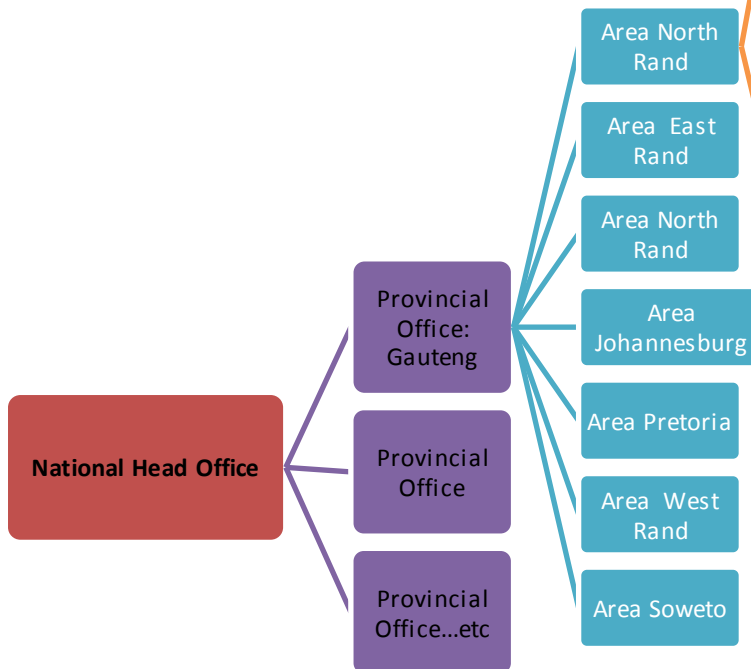 National Head Office
Provincial
Office:
Gauteng
Provincial
Office
Provincial
Office...etc
Area North
Rand
Area East
Rand
Area North
Rand
Area
Johannesburg
Area Pretoria
Area West
Rand
Area Soweto